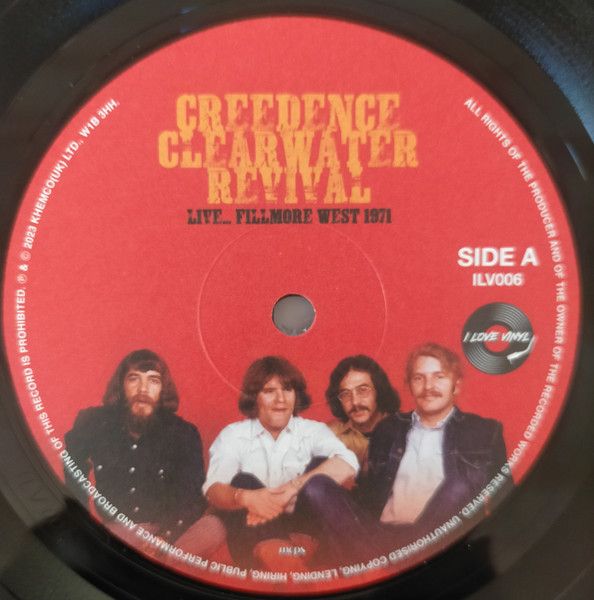 CREEDENCE
CLEARWATER
REVIVAL
LIVE... FILLMORE WEST 1971
SIDE A
ILV006
I LOVE VINYL
mcps
ALL RIGHTS OF THE PRODUCER AND OF THE OWNER OF THE RECORDED WORKS RESERVED. UNAUTHORISED COPYING, LENDING, HIRING, PUBLIC PERFORMANCE AND BROADCASTING OF THIS RECORD IS PROHIBITED. ℗ & © 2023 KHEMCO(UK) LTD., W1B 3HH.